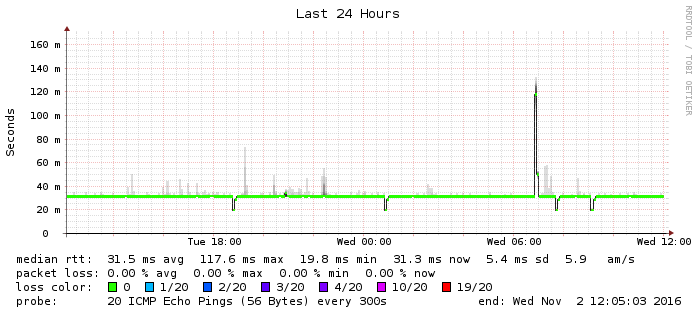 Last 24 Hours
RRDTOOL / TOBI OETIKER
Seconds
160 m
140 m
120 m
100 m
80 m
60 m
40 m
20 m
0
Tue 18:00 Wed 00:00 Wed 06:00 Wed 12:00
median rtt: 31.5 ms avg 117.6 ms max 19.8 ms min 31.3 ms now 5.4 ms sd 5.9 am/s
packet loss: 0.00 % avg 0.00 % max 0.00 % min 0.00 % now
loss color: 0 1/20 2/20 3/20 4/20 10/20 19/20
probe: 20 ICMP Echo Pings (56 Bytes) every 300s end: Wed Nov 2 12:05:03 2016